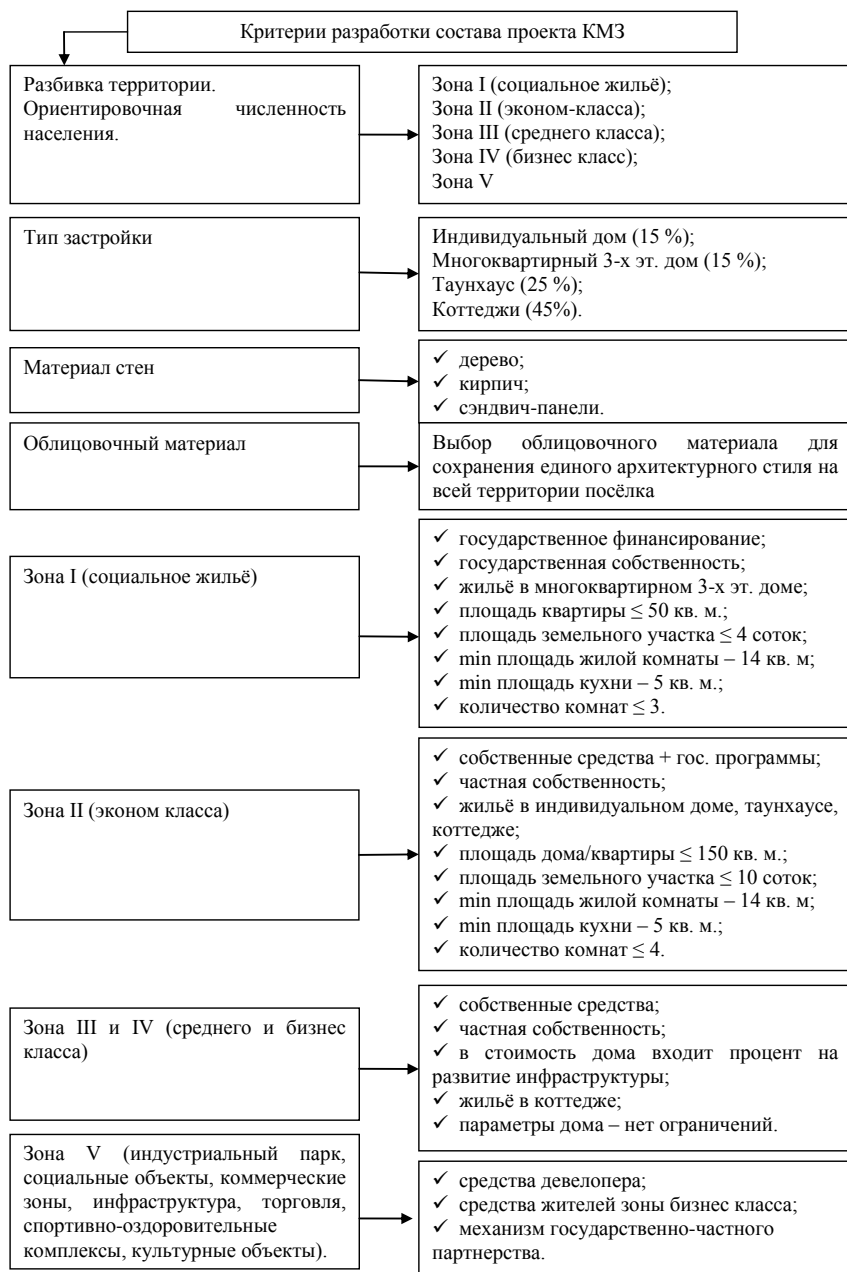 Критерии разработки состава проекта КМЗ
Разбивка территории.
Ориентировочная численность
населения.
Зона I (социальное жильё);
Зона II (эконом-класса);
Зона III (среднего класса);
Зона IV (бизнес класс);
Зона V
Тип застройки
Индивидуальный дом (15 %);
Многоквартирный 3-х эт. дом (15 %);
Таунхаус (25 %);
Коттеджи (45%).
Материал стен
✓ дерево;
✓ кирпич;
✓ сэндвич-панели.
Облицовочный материал
Выбор облицовочного материала для
сохранения единого архитектурного стиля на
всей территории посёлка
Зона I (социальное жильё)
✓ государственное финансирование;
✓ государственная собственность;
✓ жильё в многоквартирном 3-х эт. доме;
✓ площадь квартиры ≤ 50 кв. м.;
✓ площадь земельного участка ≤ 4 соток;
✓ min площадь жилой комнаты – 14 кв. м;
✓ min площадь кухни – 5 кв. м.;
✓ количество комнат ≤ 3.
Зона II (эконом класса)
✓ собственные средства + гос. программы;
✓ частная собственность;
✓ жильё в индивидуальном доме, таунхаусе,
коттедже;
✓ площадь дома/квартиры ≤ 150 кв. м.;
✓ площадь земельного участка ≤ 10 соток;
✓ min площадь жилой комнаты – 14 кв. м;
✓ min площадь кухни – 5 кв. м.;
✓ количество комнат ≤ 4.
Зона III и IV (среднего и бизнес
класса)
✓ собственные средства;
✓ частная собственность;
✓ в стоимость дома входит процент на
развитие инфраструктуры;
✓ жильё в коттедже;
✓ параметры дома – нет ограничений.
Зона V (индустриальный парк,
социальные объекты, коммерческие
зоны, инфраструктура, торговля,
спортивно-оздоровительные
комплексы, культурные объекты).
✓ средства девелопера;
✓ средства жителей зоны бизнес класса;
✓ механизм государственно-частного
партнерства.